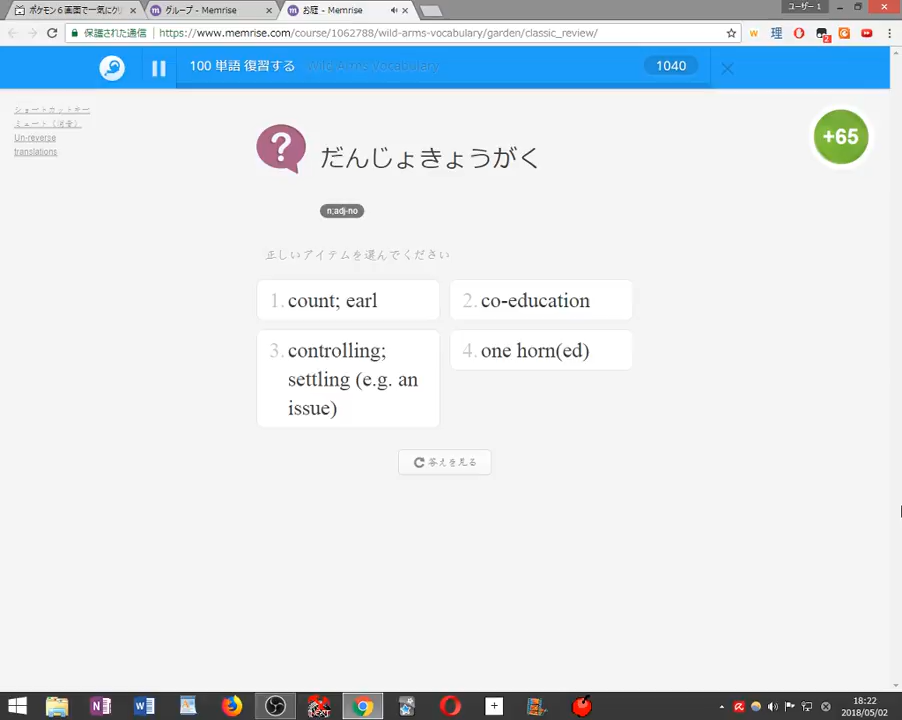 ポケモン6画面で一気にクリ
グループ - Memrise
お庭 - Memrise
ユーザー 1
保護された通信
https://www.memrise.com/course/1062788/wild-arms-vocabulary/garden/classic_review/
100 単語 復習する
Wild Arms Vocabulary
1040
ショートカットキー
ミュート（消音）
Un-reverse
translations
+65
?
だんじょきょうがく
n;adj-no
正しいアイテムを選んでください
1. count; earl
2. co-education
3. controlling;
settling (e.g. an
issue)
4. one horn(ed)
答えを見る
18:22
2018/05/02